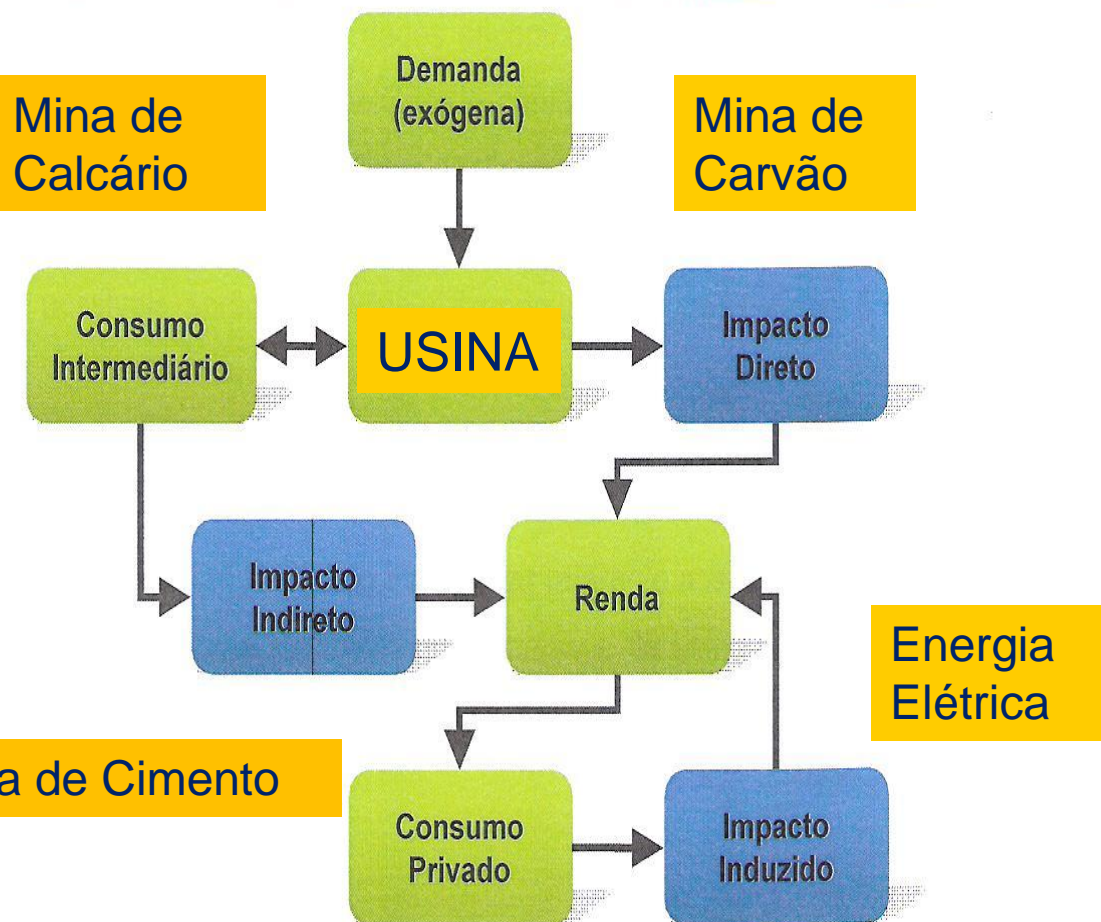 Demanda
(exógena)
Mina de
Calcário
Mina de
Carvão
Consumo
Intermediário
USINA
Impacto
Direto
Impacto
Indireto
Renda
Energia
Elétrica
a de Cimento
Consumo
Privado
Impacto
Induzido